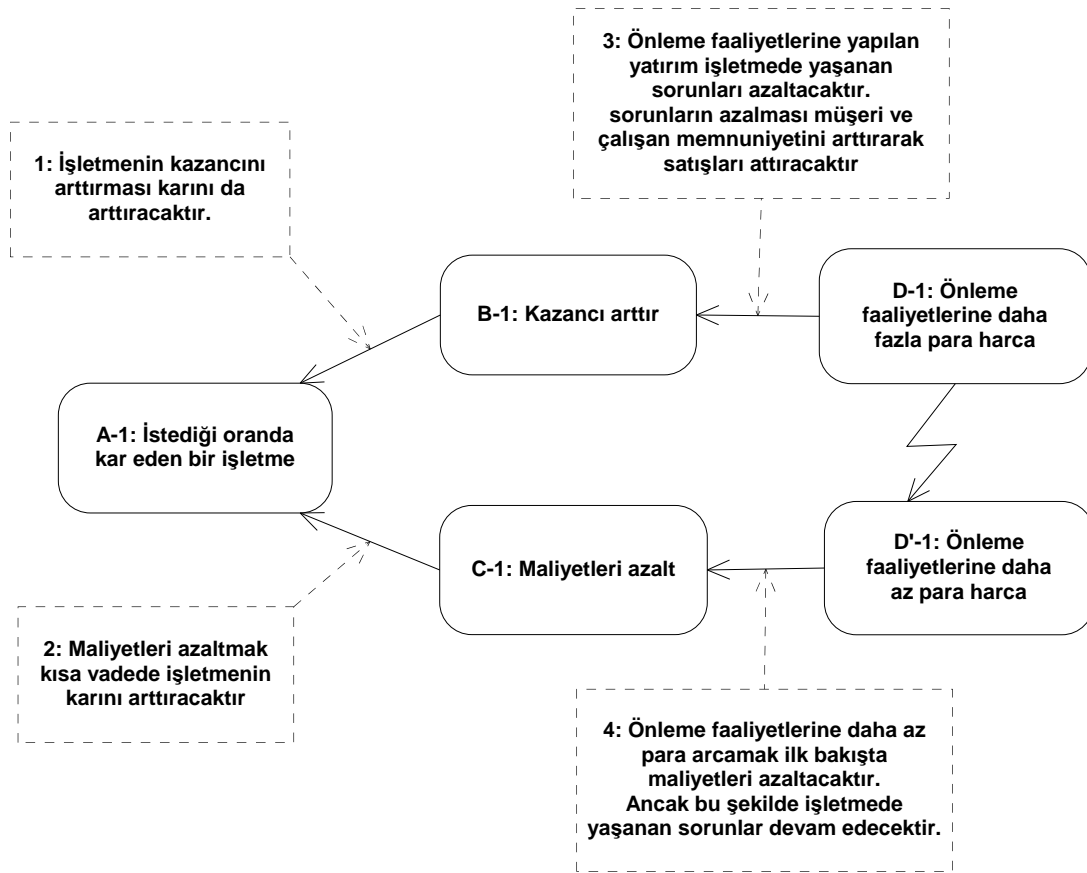 3: Önleme faaliyetlerine yapılan
yatırım işletmede yaşanan
sorunları azaltacaktır.
sorunların azalması müşeri ve
çalışan memnuniyetini arttırarak
satışları attıracaktır
1: İşletmenin kazancını
arttırması karını da
arttıracaktır.
B-1: Kazancı arttır
D-1: Önleme
faaliyetlerine daha
fazla para harca
A-1: İstediği oranda
kar eden bir işletme
C-1: Maliyetleri azalt
D'-1: Önleme
faaliyetlerine daha
az para harca
2: Maliyetleri azaltmak
kısa vadede işletmenin
karını arttıracaktır
4: Önleme faaliyetlerine daha az
para arcamak ilk bakışta
maliyetleri azaltacaktır.
Ancak bu şekilde işletmede
yaşanan sorunlar devam edecektir.